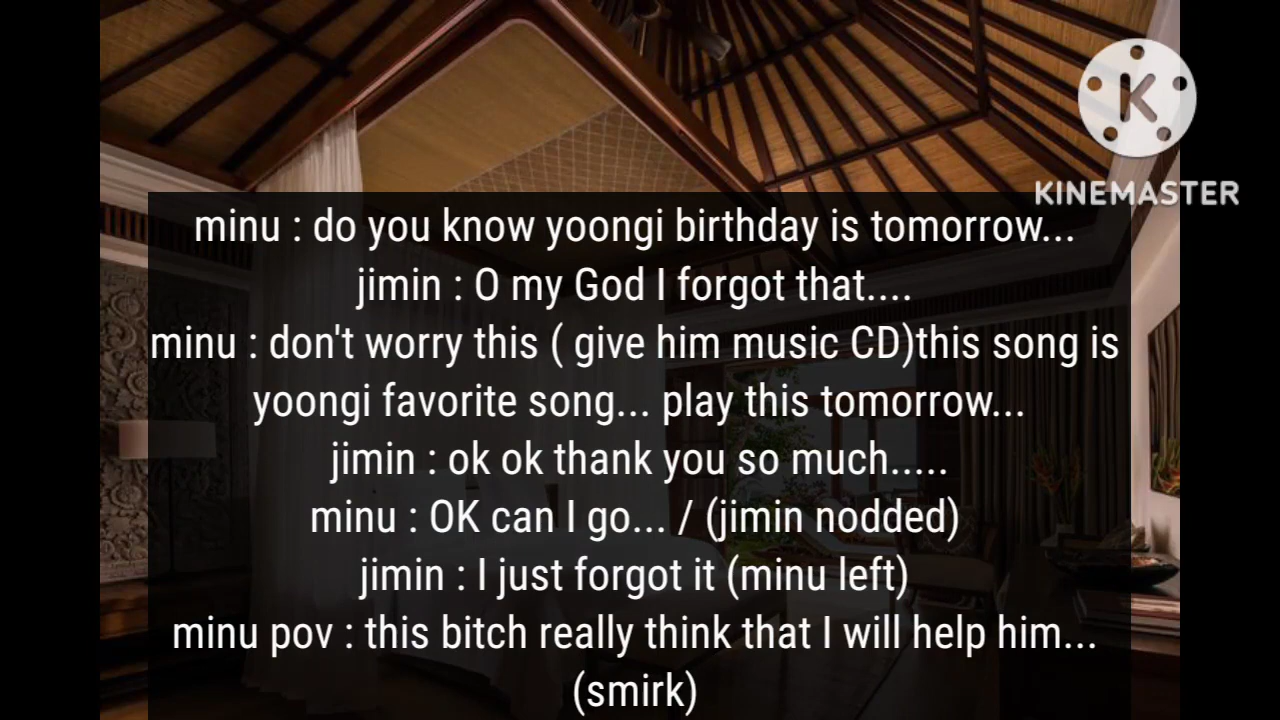 K
KINEMASTER
minu : do you know yoongi birthday is tomorrow...
jimin : O my God I forgot that....
minu : don't worry this ( give him music CD)this song is
yoongi favorite song... play this tomorrow...
jimin : ok ok thank you so much.....
minu : OK can I go... / (jimin nodded)
jimin : I just forgot it (minu left)
minu pov : this bitch really think that I will help him...
(smirk)